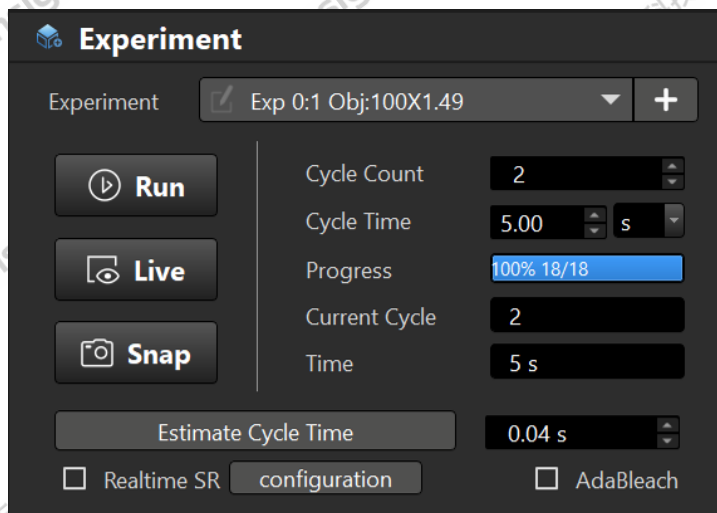 Experiment
Experiment Exp 0:1 Obj:100X1.49 +
Run
Cycle Count 2
Cycle Time 5.00 s
Live
Progress 100% 18/18
Current Cycle 2
Snap
Time 5 s
Estimate Cycle Time 0.04 s
Realtime SR configuration AdaBleach